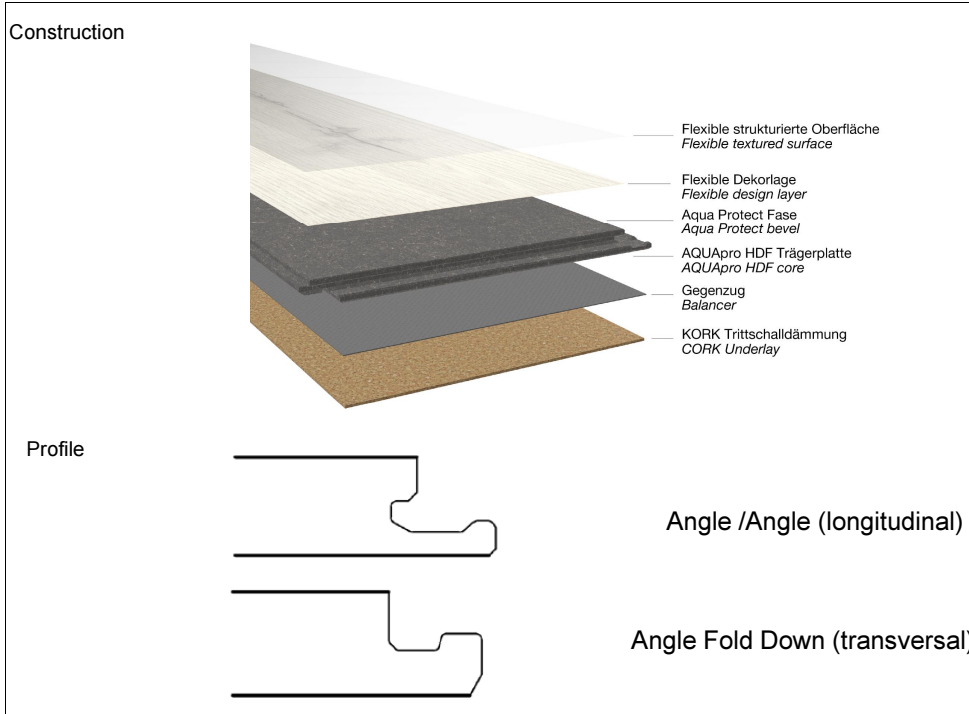 Construction
Flexible strukturierte Oberfläche
Flexible textured surface
Flexible Dekorlage
Flexible design layer
Aqua Protect Fase
Aqua Protect bevel
AQUApro HDF Trägerplatte
AQUApro HDF core
Gegenzug
Balancer
KORK Trittschalldämmung
CORK Underlay
Profile
Angle /Angle (longitudinal)
Angle Fold Down (transversal)